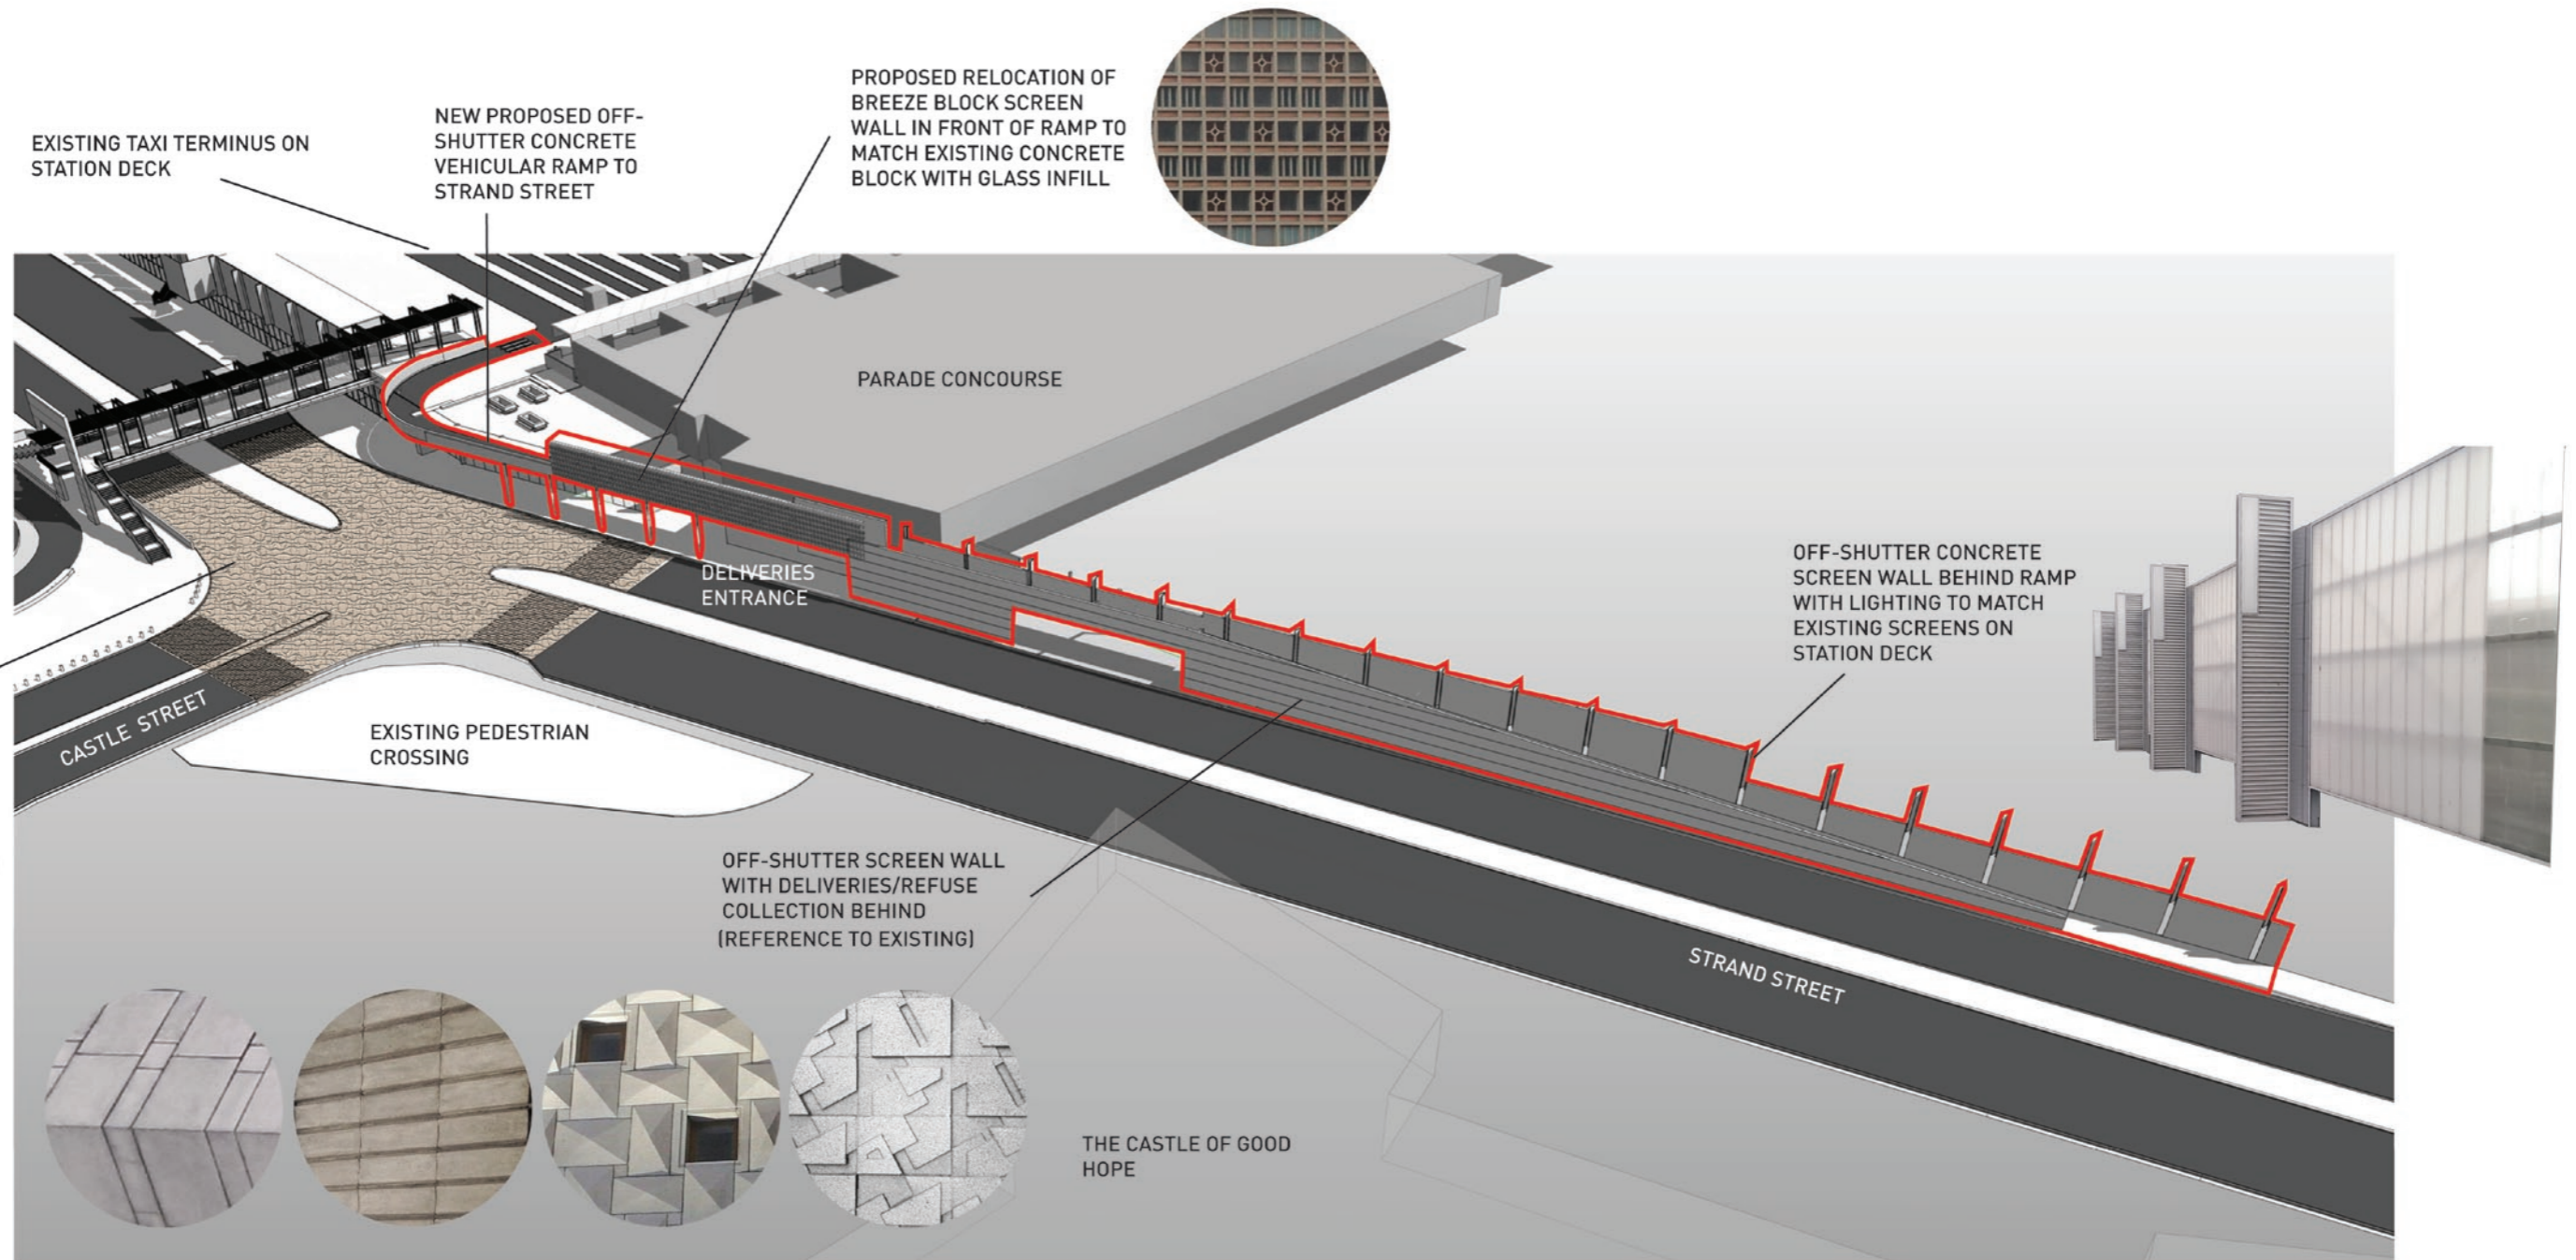 EXISTING TAXI TERMINUS ON
STATION DECK
NEW PROPOSED OFF-
SHUTTER CONCRETE
VEHICULAR RAMP TO
STRAND STREET
PROPOSED RELOCATION OF
BREEZE BLOCK SCREEN
WALL IN FRONT OF RAMP TO
MATCH EXISTING CONCRETE
BLOCK WITH GLASS INFILL
PARADE CONCOURSE
DELIVERIES
ENTRANCE
OFF-SHUTTER CONCRETE
SCREEN WALL BEHIND RAMP
WITH LIGHTING TO MATCH
EXISTING SCREENS ON
STATION DECK
CASTLE STREET
EXISTING PEDESTRIAN
CROSSING
OFF-SHUTTER SCREEN WALL
WITH DELIVERIES/REFUSE
COLLECTION BEHIND
(REFERENCE TO EXISTING)
STRAND STREET
THE CASTLE OF GOOD
HOPE